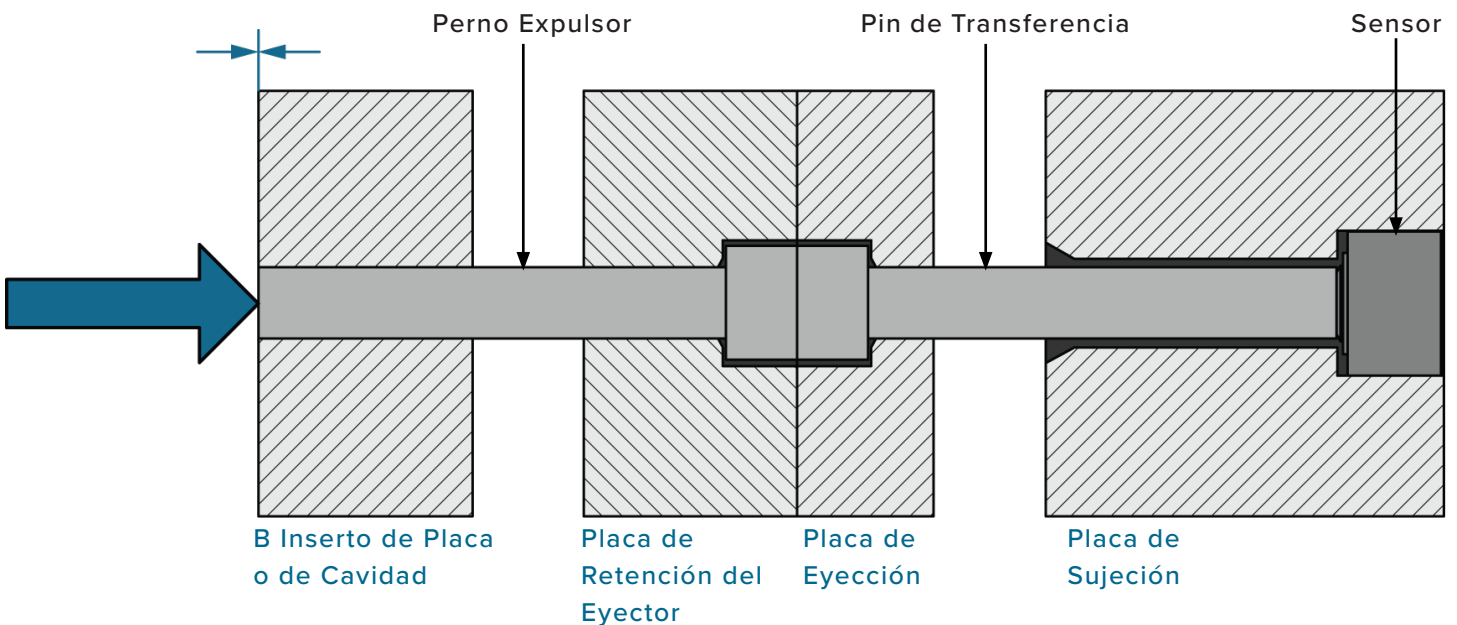 Perno Expulsor
Pin de Transferencia
Sensor
B Inserto de Placa
o de Cavidad
Placa de
Retención del
Eyector
Placa de
Eyección
Placa de
Sujeción